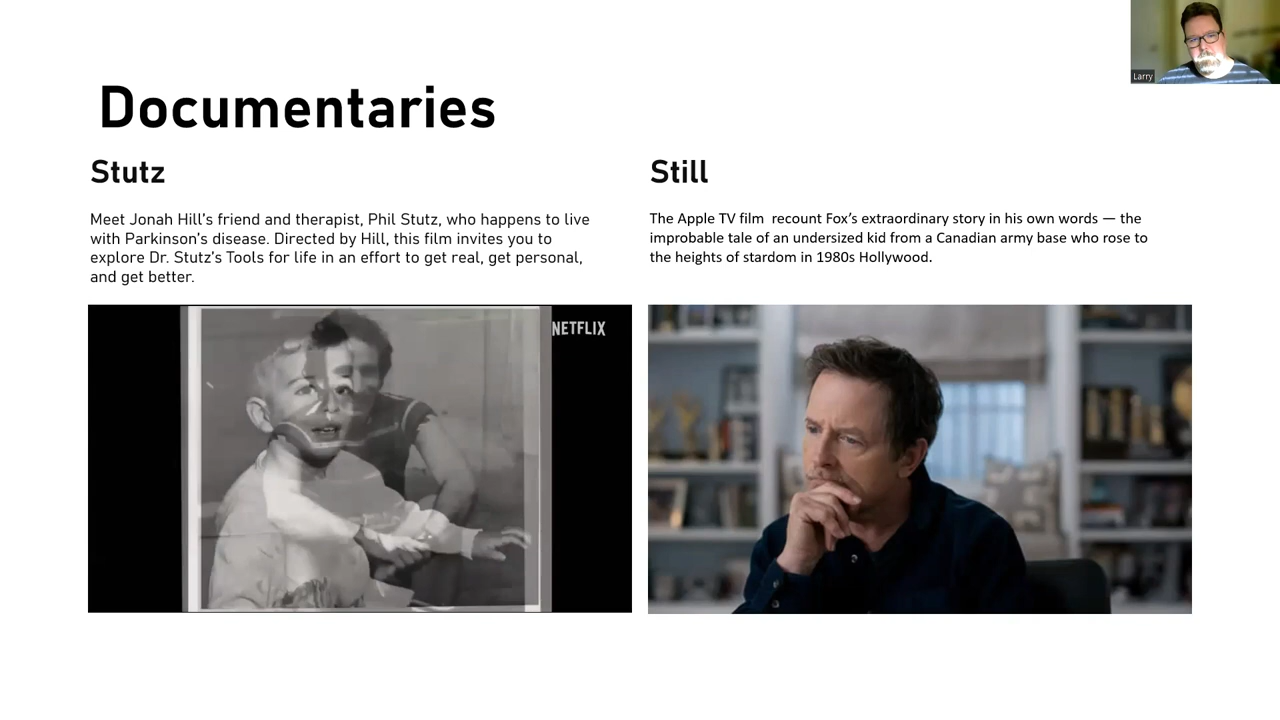 Larry
Documentaries
Stutz
Meet Jonah Hill's friend and therapist, Phil Stutz, who happens to live
with Parkinson's disease. Directed by Hill, this film invites you to
explore Dr. Stutz's Tools for life in an effort to get real, get personal,
and get better.
NETFLIX
Still
The Apple TV film  recount Fox's extraordinary story in his own words — the
improbable tale of an undersized kid from a Canadian army base who rose to
the heights of stardom in 1980s Hollywood.